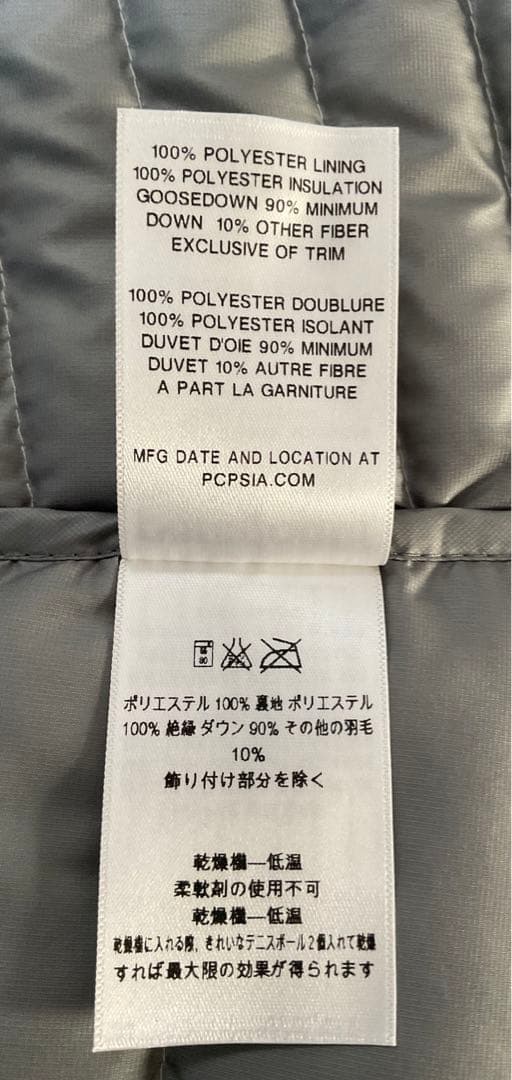 100% POLYESTER LINING
100% POLYESTER INSULATION
GOOSEDOWN 90% MINIMUM
DOWN 10% OTHER FIBER
EXCLUSIVE OF TRIM
100% POLYESTER DOUBLURE
100% POLYESTER ISOLANT
DUVET D'OIE 90% MINIMUM
DUVET 10% AUTRE FIBRE
A PART LA GARNITURE
MFG DATE AND LOCATION AT
PCPSIA.COM
ポリエステル 100% 裏地 ポリエステル
100% 絶縁 ダウン 90% その他の羽毛
10%
飾り付け部分を除く
乾燥機—低温
柔軟剤の使用不可
乾燥機—低温
乾燥機に入れる際、きれいなテニスボール2個入れて乾燥
すれば最大限の効果が得られます